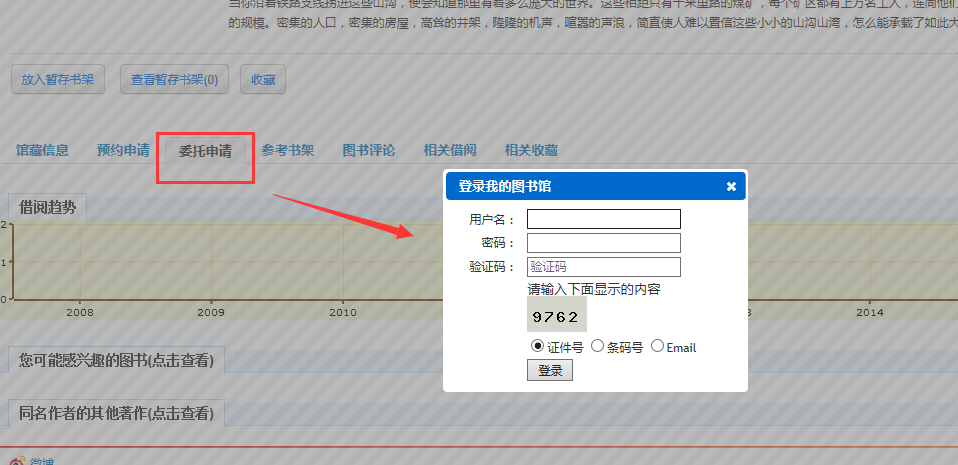 当你沿着铁路支线拐进这些山沟，便会知道那里有着多么庞大的世界。这些相距只有十来里路的煤矿，每个矿区都有上万名工人，连同他们
的规模。密集的人口，密集的房屋，高耸的井架，隆隆的机声，喧嚣的声浪，简直使人难以置信这些小小的山沟山湾，怎么能承载了如此大
放入暂存书架 查看暂存书架(0) 收藏
馆藏信息 预约申请 委托申请 参考书架 图书评论 相关借阅 相关收藏
登录我的图书馆
用户名：
密码：
验证码： 验证码
请输入下面显示的内容
9762
证件号 条码号 Email
登录
借阅趋势
2
1
0
2008 2009 2010 2014
您可能感兴趣的图书(点击查看)
同名作者的其他著作(点击查看)
微博